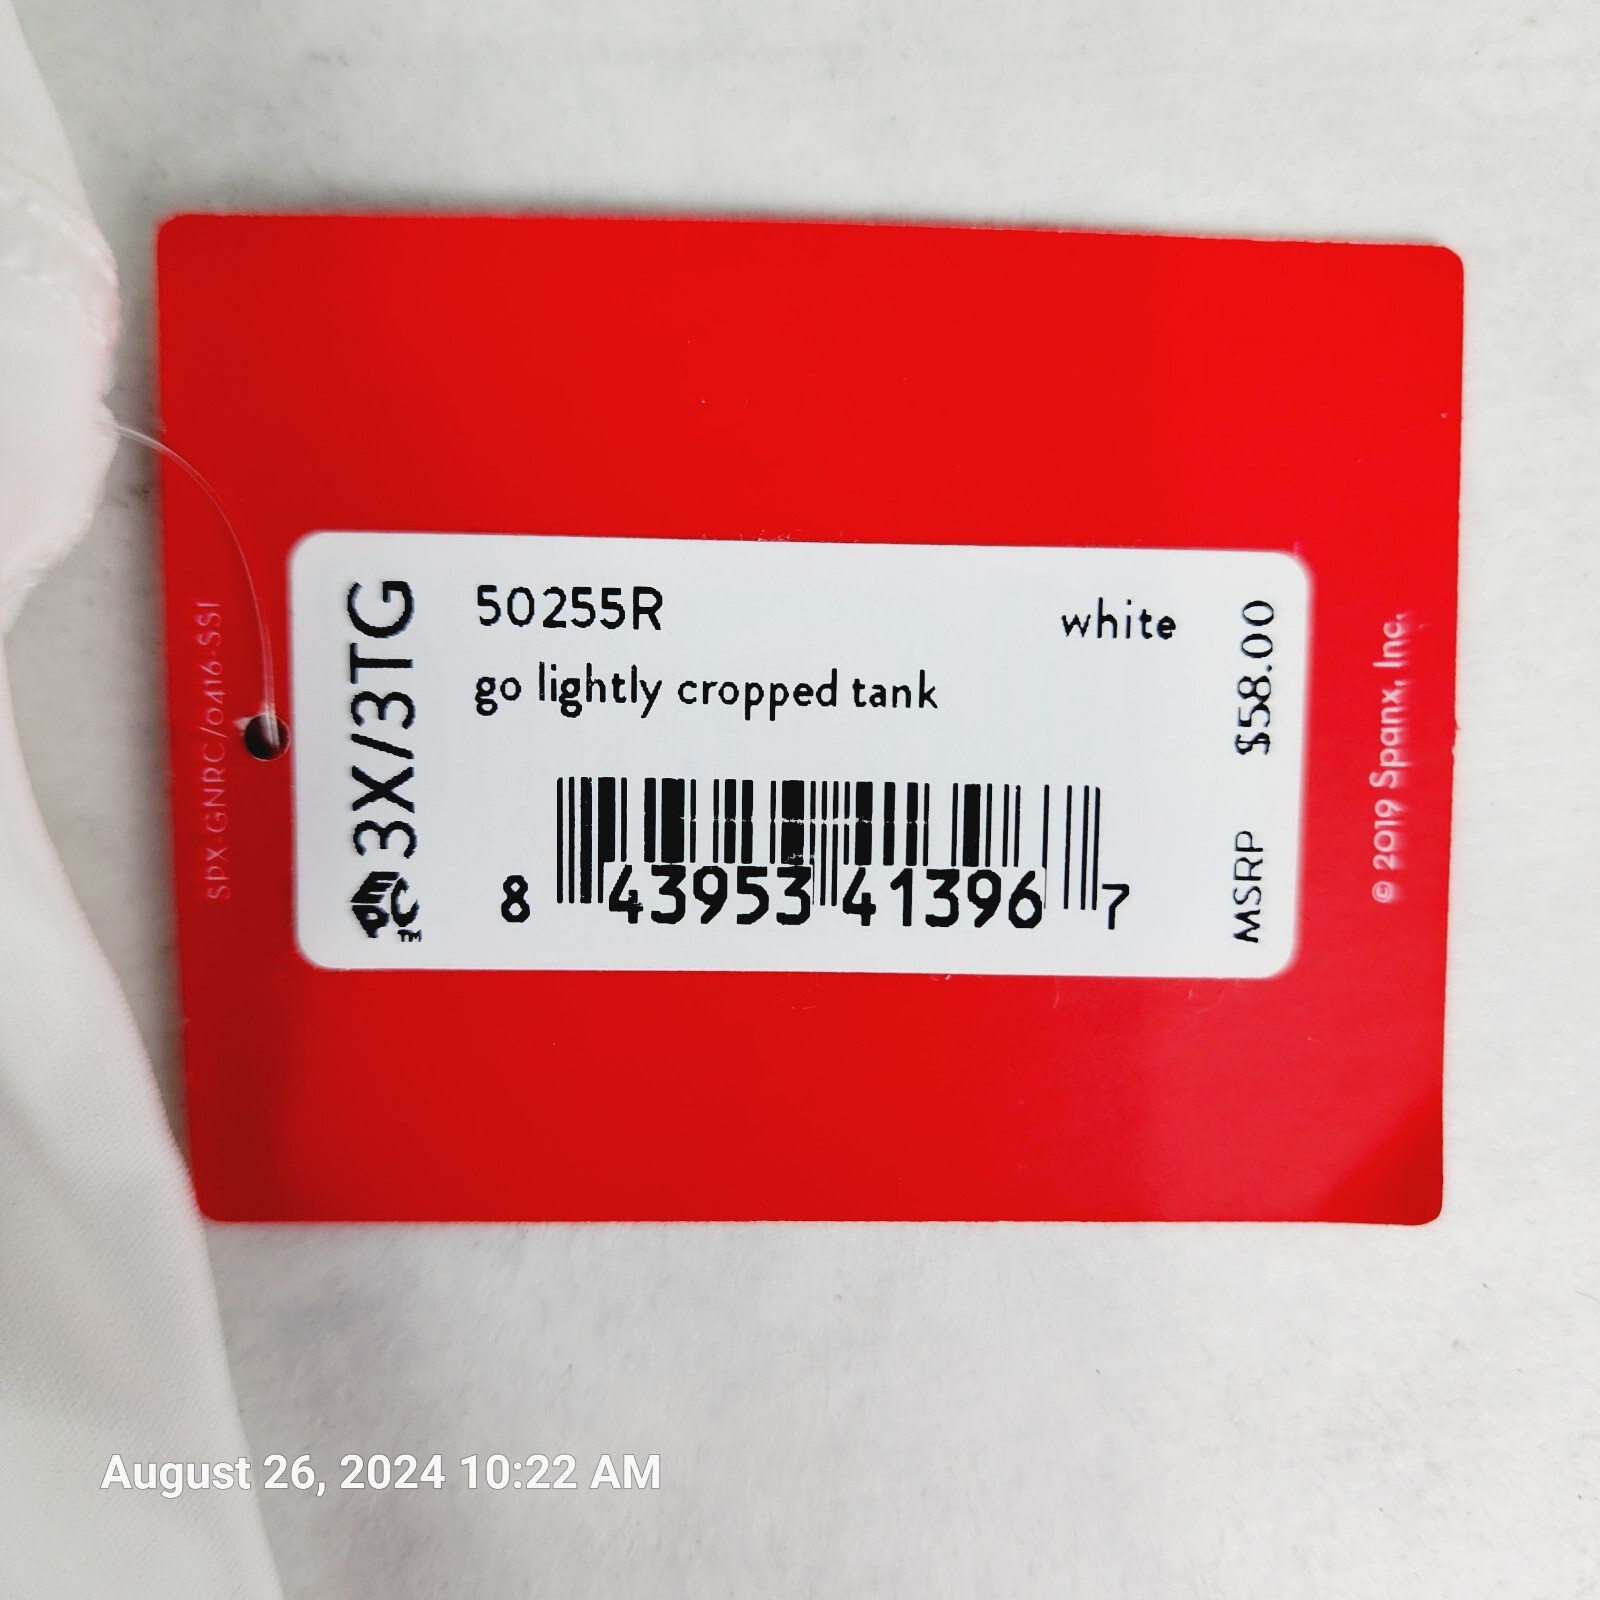 SPX-GNRC/0416-SS1
3X/3TG
50255R
white
go lightly cropped tank
8 43953 41396 7
MSRP $58.00
© 2019 Spanx, Inc.
August 26, 2024 10:22 AM